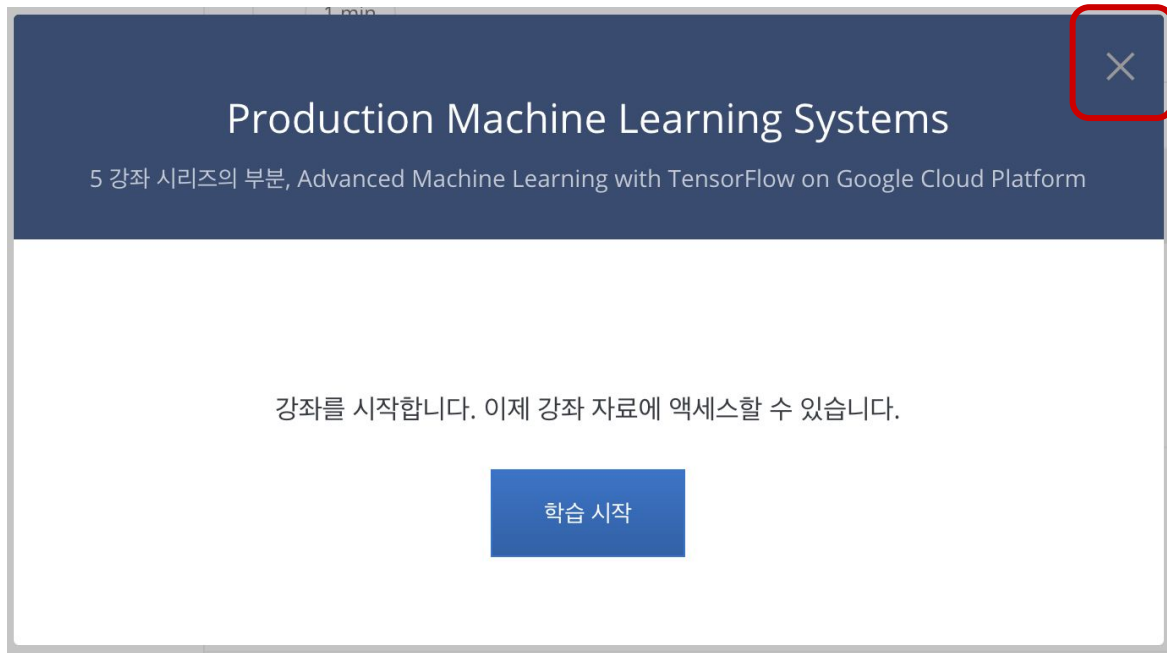 1 min
Production Machine Learning Systems
5 강좌 시리즈의 부분, Advanced Machine Learning with TensorFlow on Google Cloud Platform
강좌를 시작합니다. 이제 강좌 자료에 액세스할 수 있습니다.
학습 시작